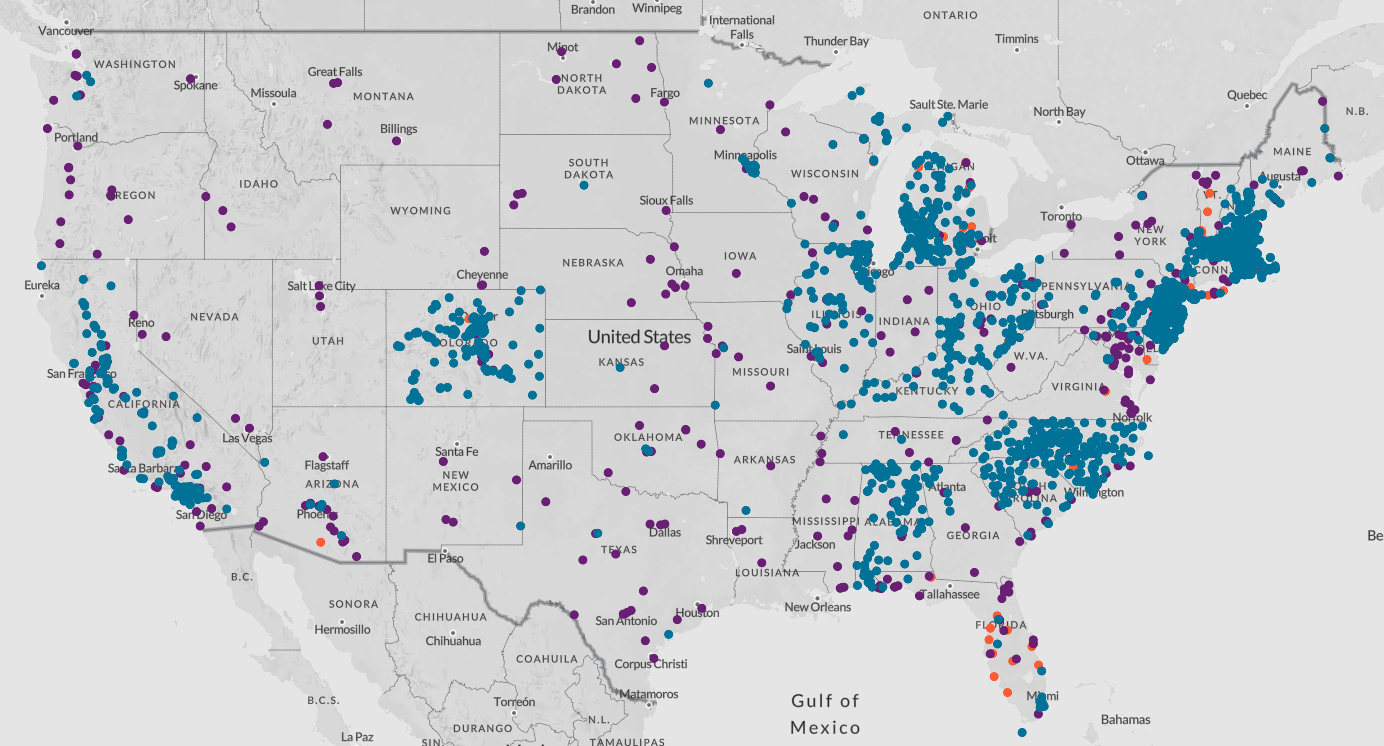 Brandon
Winnipeg
ONTARIO
International
Falls
Vancouver
Thunder Bay
Timmins
Minot
WASHINGTON
Great Falls
Spokane
NORTH
DAKOTA
Missoula
MONTANA
Fargo
Quebec
Sault Ste. Marie
N.B.
North Bay
MINNESOTA
Billings
Portland
MAINE
Minneapolis
Ottawa
SOUTH
DAKOTA
WISCONSIN
Augusta
IDAHO
Sioux Falls
WYOMING
Toronto
NEW
YORK
IOWA
NEBRASKA
Omaha
CONN.
Cheyenne
Eureka
Salt Lake City
PENNSYLVANIA
OHIO
NEVADA
Pittsburgh
Reno
INDIANA
United States
UTAH
Saint Louis
W.VA.
KANSAS
MISSOURI
San Francisco
VIRGINIA
KENTUCKY
CALIFORNIA
Norfolk
Las Vegas
OKLAHOMA
TENNESSEE
Santa Fe
Flagstaff
Amarillo
ARKANSAS
Santa Barbara
NEW
MEXICO
ARIZONA
Atlanta
Wilmington
CAROLINA
San Diego
Phoenix
MISSISSIPPI
ALABAMA
Dallas
GEORGIA
Shreveport
Jackson
Be
TEXAS
El Paso
LOUISIANA
B.C.
Tallahassee
SONORA
New Orleans
Houston
CHIHUAHUA
San Antonio
FLORIDA
Hermosillo
Chihuahua
COAHUILA
Corpus Christi
Matamoros
Miami
B.C.S.
Torreón
Gulf of
Mexico
N.L.
Bahamas
DURANGO
La Paz
SIN.
TAMAULIPAS